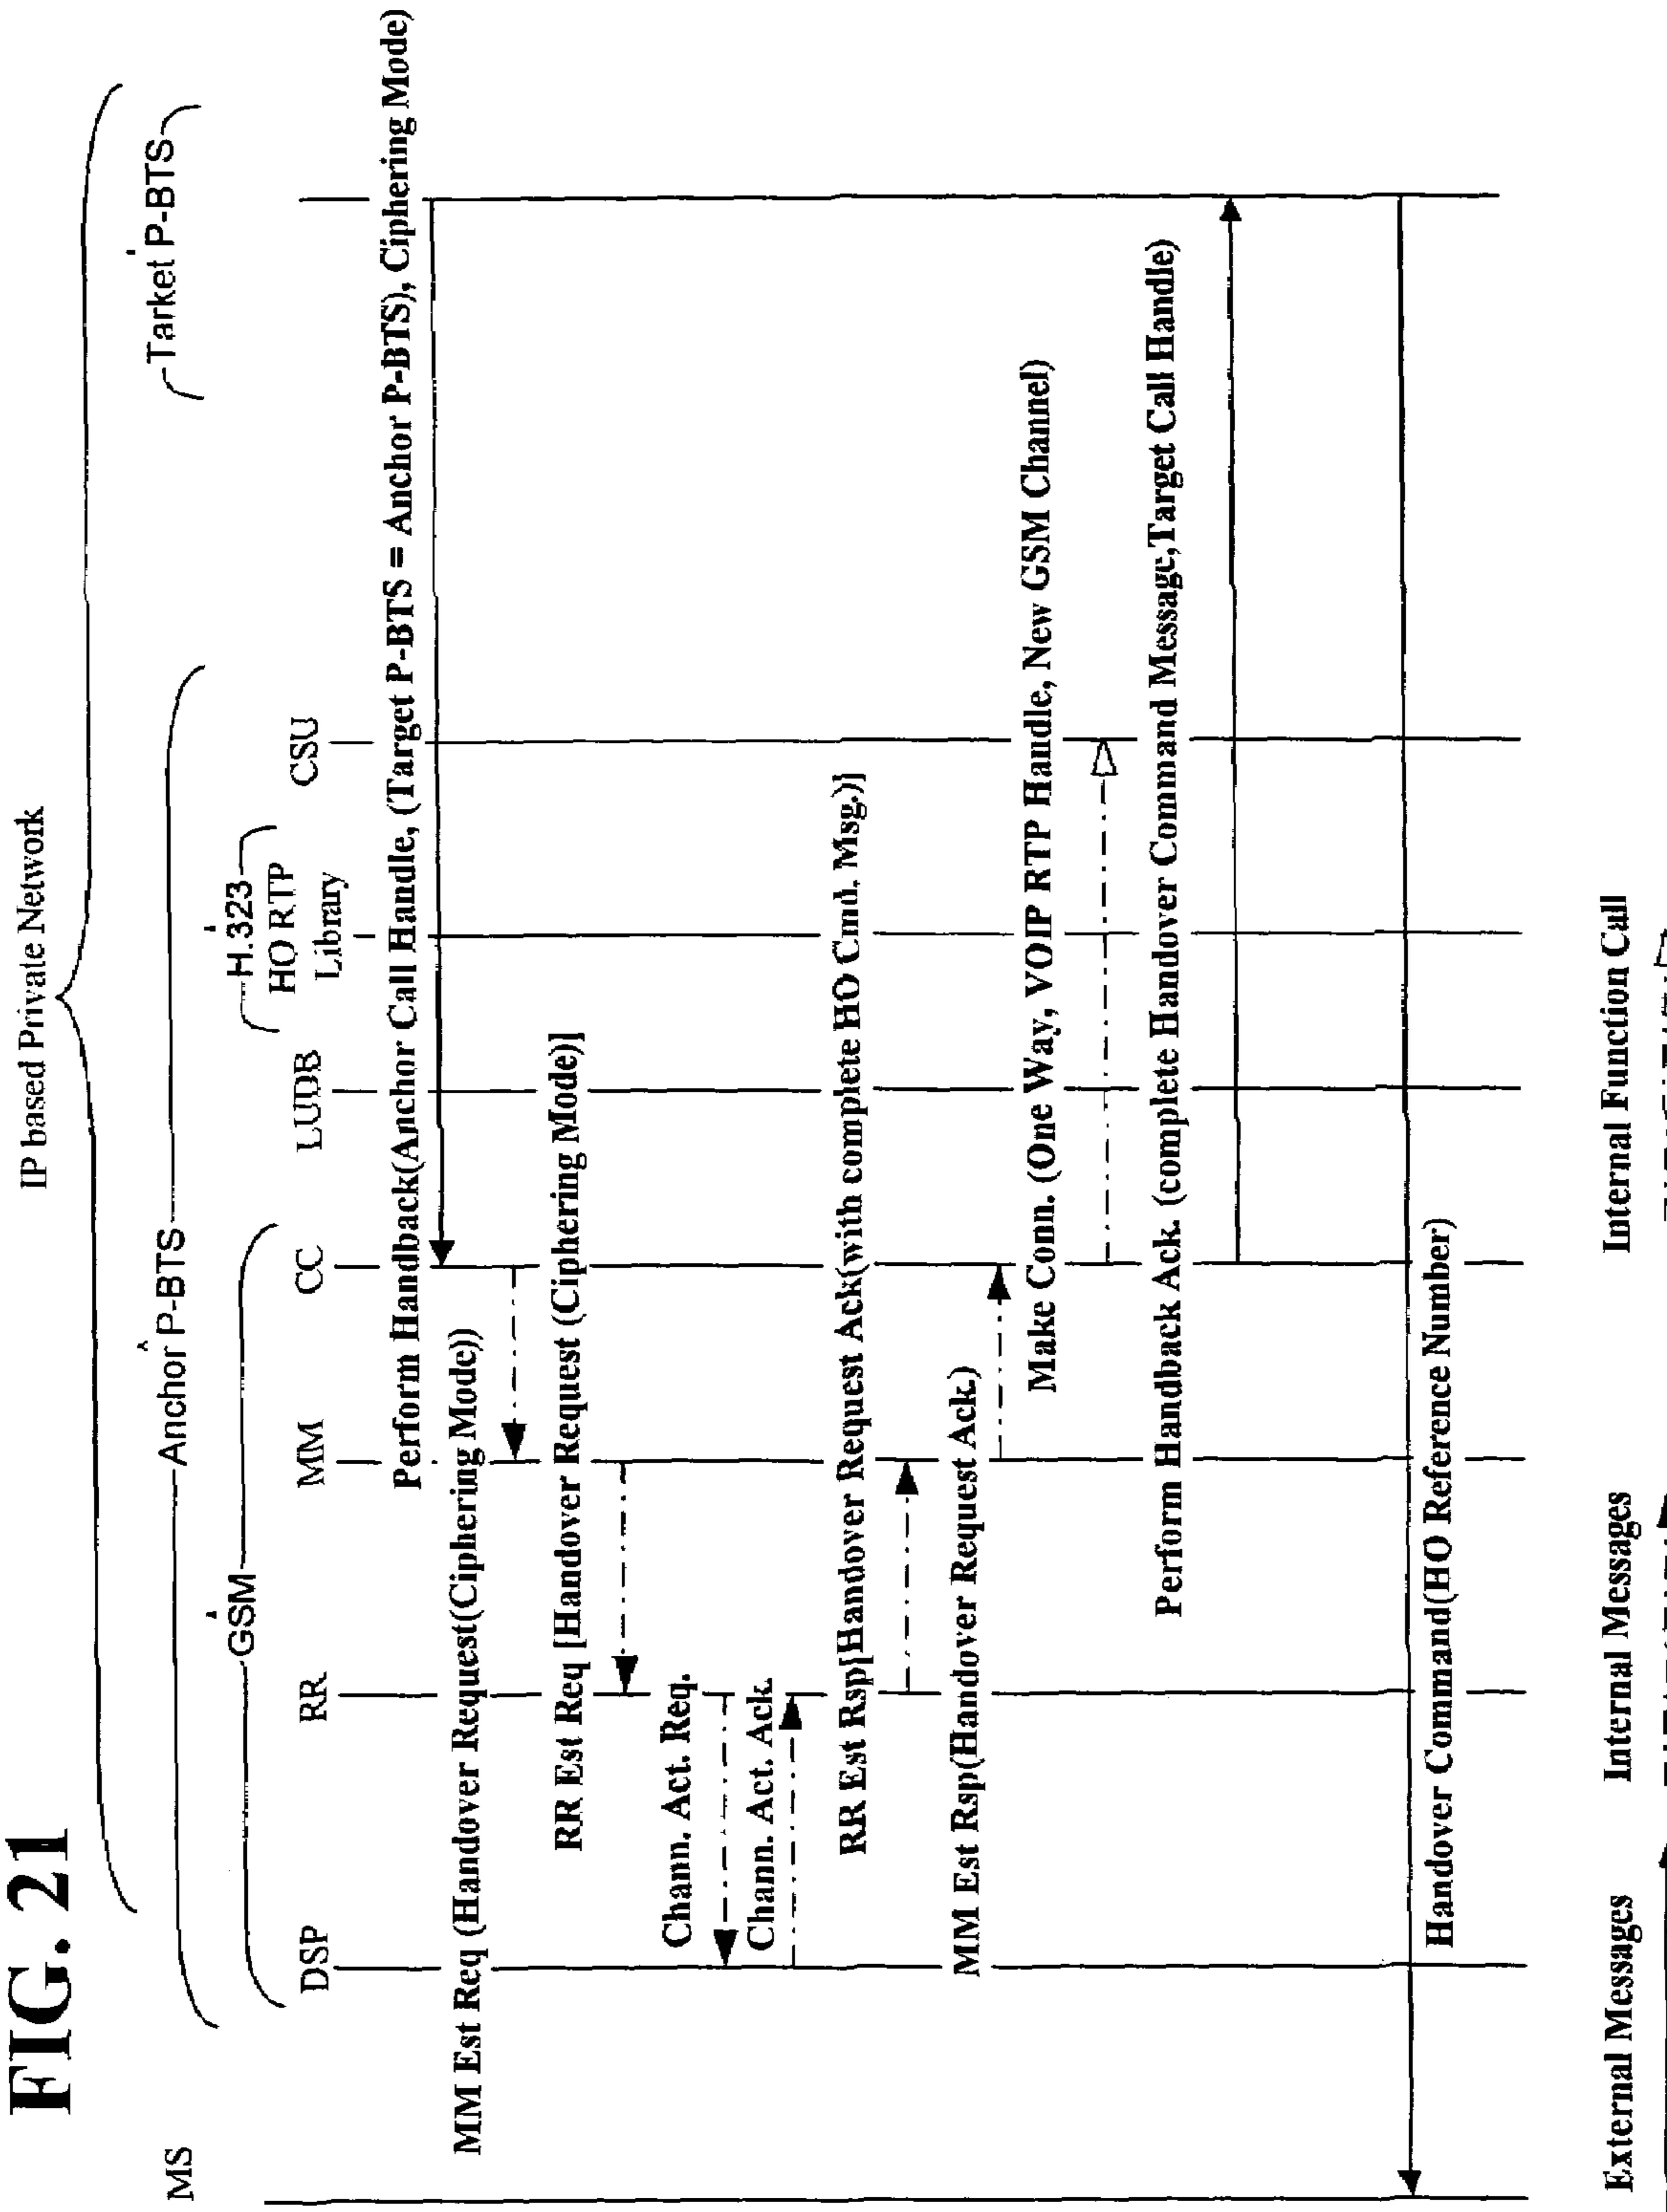 FIG. 21
IP based Private Network
MS
Anchor P-BTS
Tarket P-BTS
GSM
H.323
DSP
RR
MM
CC
LUDB
HO RTP
Library
CSU
Perform Handback(Anchor Call Handle, (Target P-BTS = Anchor P-BTS), Ciphering Mode)
MM Est Req (Handover Request(Ciphering Mode))
RR Est Req [Handover Request (Ciphering Mode)]
Chann. Act. Req.
Chann. Act. Ack.
RR Est Rsp[Handover Request Ack(with complete HO Cmd. Msg.)]
MM Est Rsp(Handover Request Ack.)
Make Conn. (One Way, VOIP RTP Handle, New GSM Channel)
Perform Handback Ack. (complete Handover Command Message,Target Call Handle)
Handover Command(HO Reference Number)
External Messages
Internal Messages
Internal Function Call